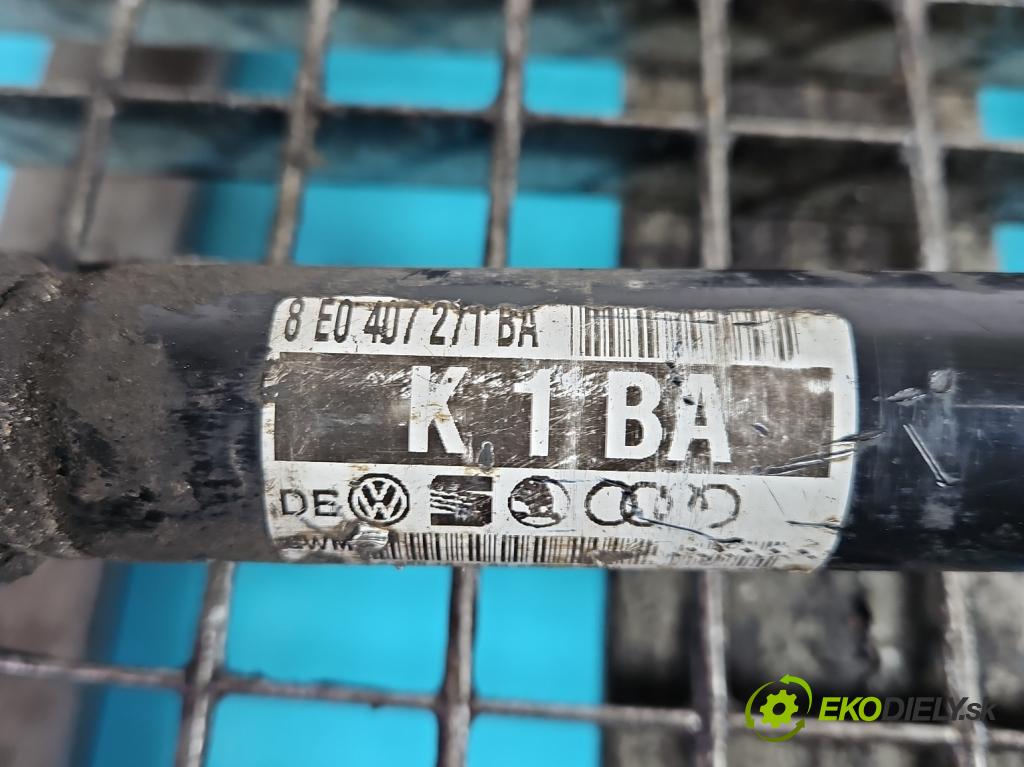 8 E0 407 271 BA
K 1 BA
DE
EKODIELY.sk